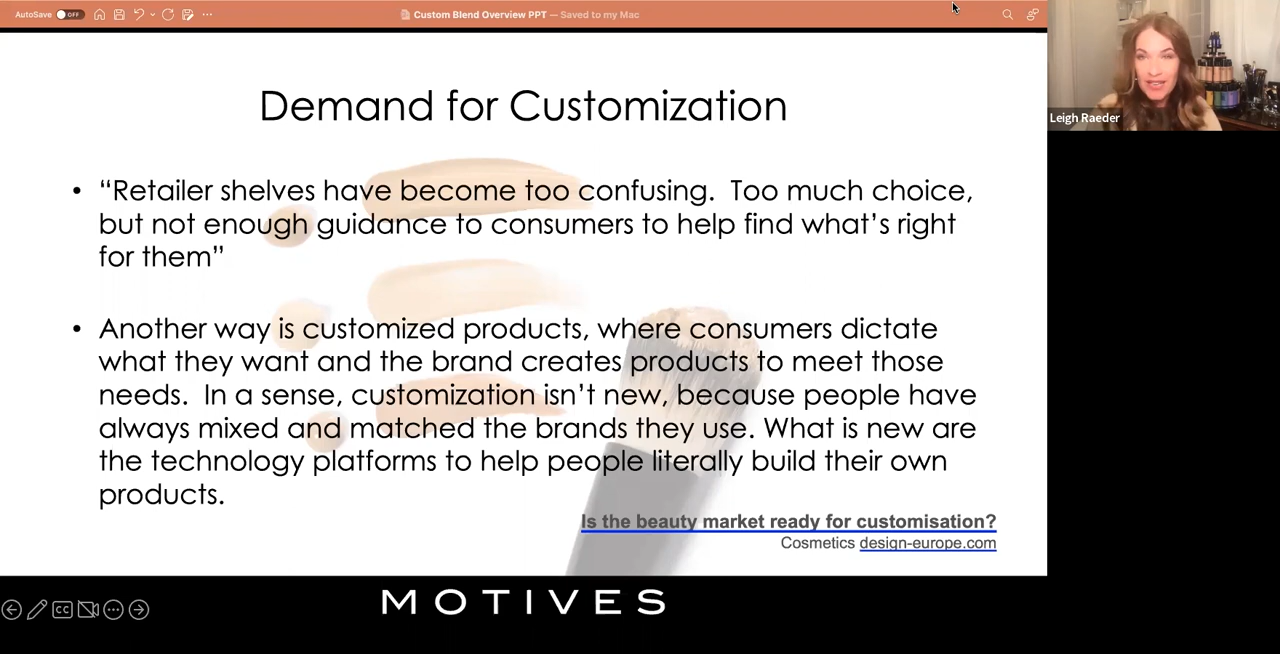 AutoSave OFF
Custom Blend Overview PPT — Saved to my Mac
Leigh Raeder
Demand for Customization
• “Retailer shelves have become too confusing.  Too much choice,
but not enough guidance to consumers to help find what’s right
for them”
• Another way is customized products, where consumers dictate
what they want and the brand creates products to meet those
needs.  In a sense, customization isn’t new, because people have
always mixed and matched the brands they use. What is new are
the technology platforms to help people literally build their own
products.
Is the beauty market ready for customisation?
Cosmetics design-europe.com
CC
MOTIVES